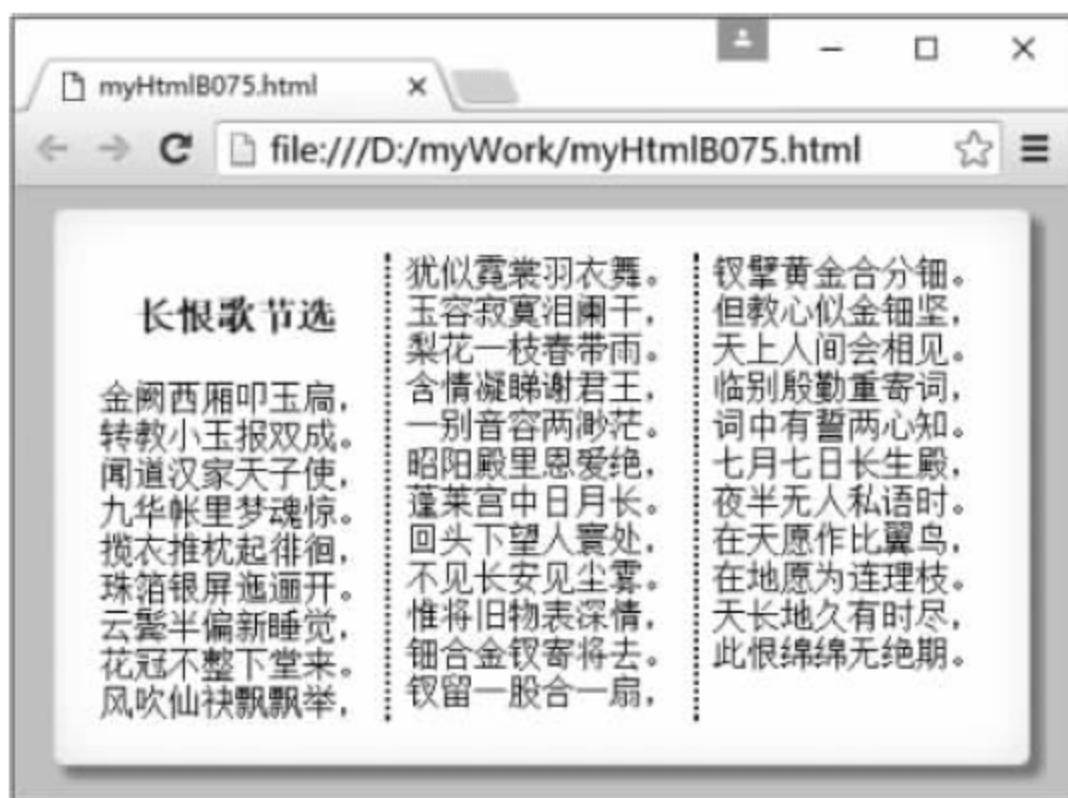 myHtmlB075.html
file:///D:/myWork/myHtmlB075.html
长恨歌节选
金阙西厢叩玉扃，
转教小玉报双成。
闻道汉家天子使，
九华帐里梦魂惊。
揽衣推枕起徘徊，
珠箔银屏迤逦开。
云鬓半偏新睡觉，
花冠不整下堂来。
风吹仙袂飘飘举，
犹似霓裳羽衣舞。
玉容寂寞泪阑干，
梨花一枝春带雨。
含情凝睇谢君王，
一别音容两渺茫。
昭阳殿里恩爱绝，
蓬莱宫中日月长。
回头下望人寰处，
不见长安见尘雾。
惟将旧物表深情，
钿合金钗寄将去。
钗留一股合一扇，
钗擘黄金合分钿。
但教心似金钿坚，
天上人间会相见。
临别殷勤重寄词，
词中有誓两心知。
七月七日长生殿，
夜半无人私语时。
在天愿作比翼鸟，
在地愿为连理枝。
天长地久有时尽，
此恨绵绵无绝期。